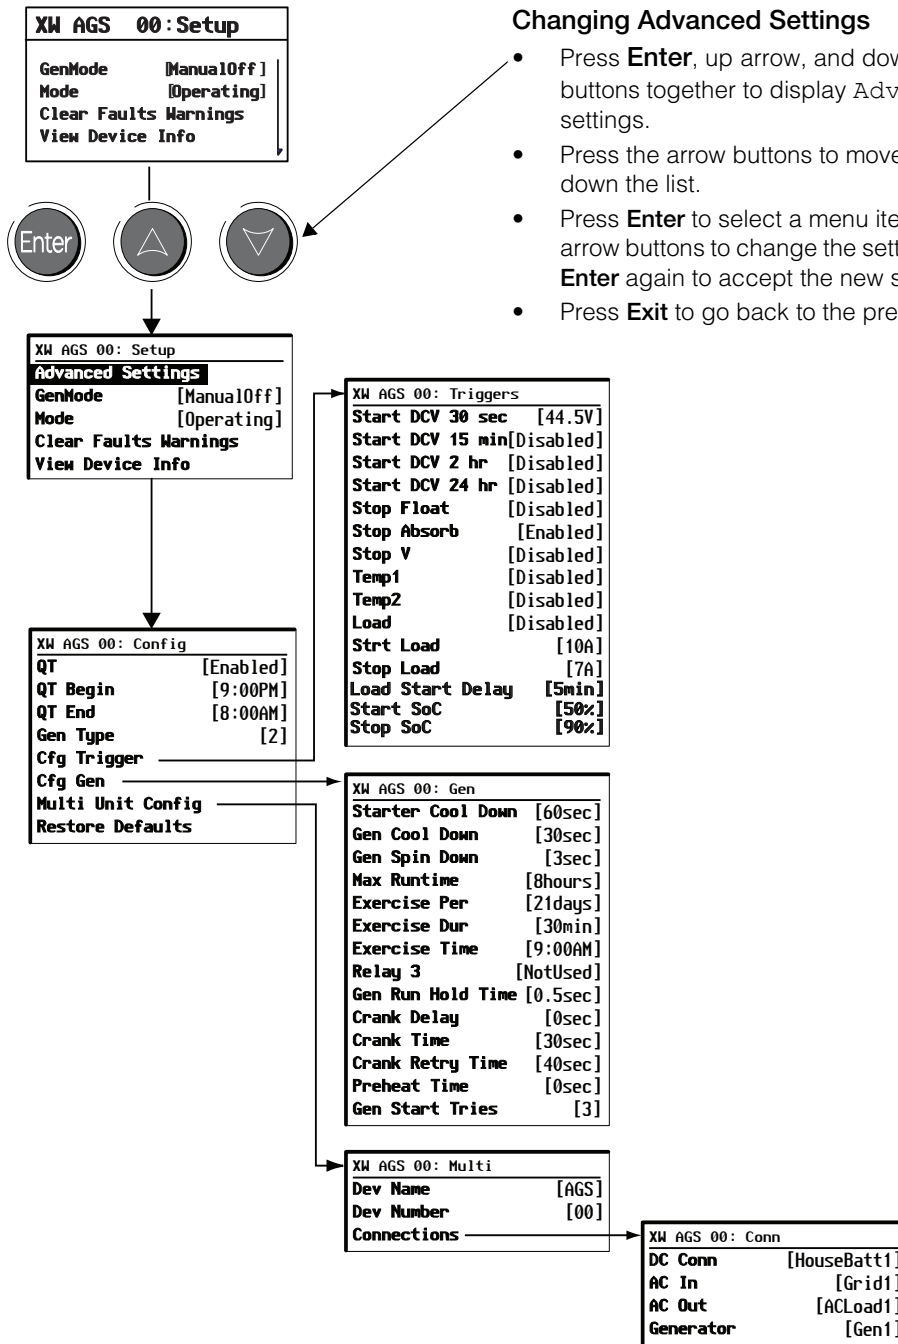 XW AGS 00:Setup
GenMode [ManualOff]
Mode [Operating]
Clear Faults Warnings
View Device Info
Enter
Changing Advanced Settings
• Press Enter, up arrow, and
buttons together to display
settings.
• Press the arrow buttons to
down the list.
• Press Enter to select a menu
arrow buttons to change the
Enter again to accept the new
• Press Exit to go back to the
XW AGS 00: Setup
Advanced Settings
GenMode [ManualOff]
Mode [Operating]
Clear Faults Warnings
View Device Info
XW AGS 00: Config
QT [Enabled]
QT Begin [9:00PM]
QT End [8:00AM]
Gen Type [2]
Cfg Trigger
Cfg Gen
Multi Unit Config
Restore Defaults
XW AGS 00: Triggers
Start DCV 30 sec [44.5V]
Start DCV 15 min[Disabled]
Start DCV 2 hr [Disabled]
Start DCV 24 hr [Disabled]
Stop Float [Disabled]
Stop Absorb [Enabled]
Stop V [Disabled]
Temp1 [Disabled]
Temp2 [Disabled]
Load [Disabled]
Strt Load [10A]
Stop Load [7A]
Load Start Delay [5min]
Start SoC [50%]
Stop SoC [90%]
XW AGS 00: Gen
Starter Cool Down [60sec]
Gen Cool Down [30sec]
Gen Spin Down [3sec]
Max Runtime [8hours]
Exercise Per [21days]
Exercise Dur [30min]
Exercise Time [9:00AM]
Relay 3 [NotUsed]
Gen Run Hold Time [0.5sec]
Crank Delay [0sec]
Crank Time [30sec]
Crank Retry Time [40sec]
Preheat Time [0sec]
Gen Start Tries [3]
XW AGS 00: Multi
Dev Name [AGS]
Dev Number [00]
Connections
XW AGS 00: Conn
DC Conn [HouseBatt1]
AC In [Grid1]
AC Out [ACLoad1]
Generator [Gen1]